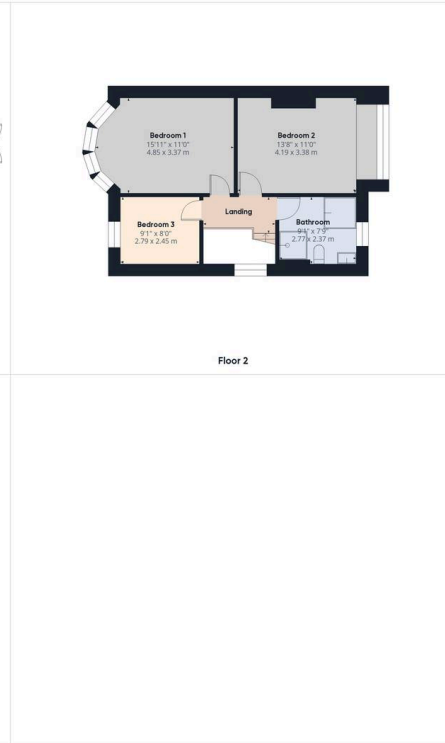 Bedroom 1
15'11" x 11'0"
4.85 x 3.37 m
Bedroom 2
13'8" x 11'0"
4.19 x 3.38 m
Bedroom 3
9'1" x 8'0"
2.79 x 2.45 m
Landing
Bathroom
9'1" x 7'9"
2.77 x 2.37 m
Floor 2